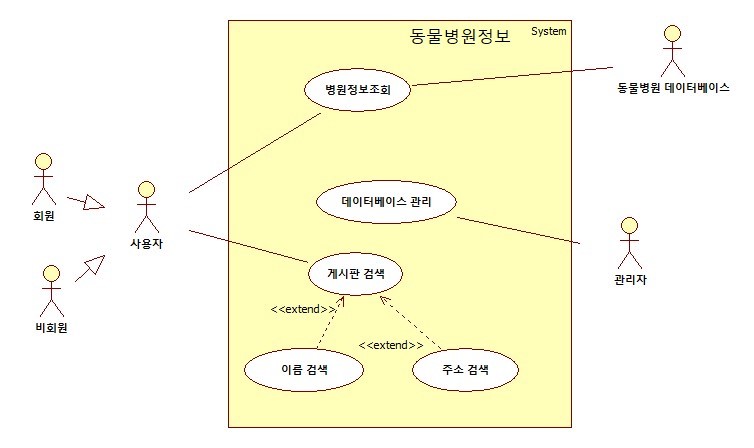 동물병원정보
System
병원정보조회
동물병원 데이터베이스
회원
사용자
데이터베이스 관리
비회원
게시판 검색
관리자
<<extend>>
<<extend>>
이름 검색
주소 검색